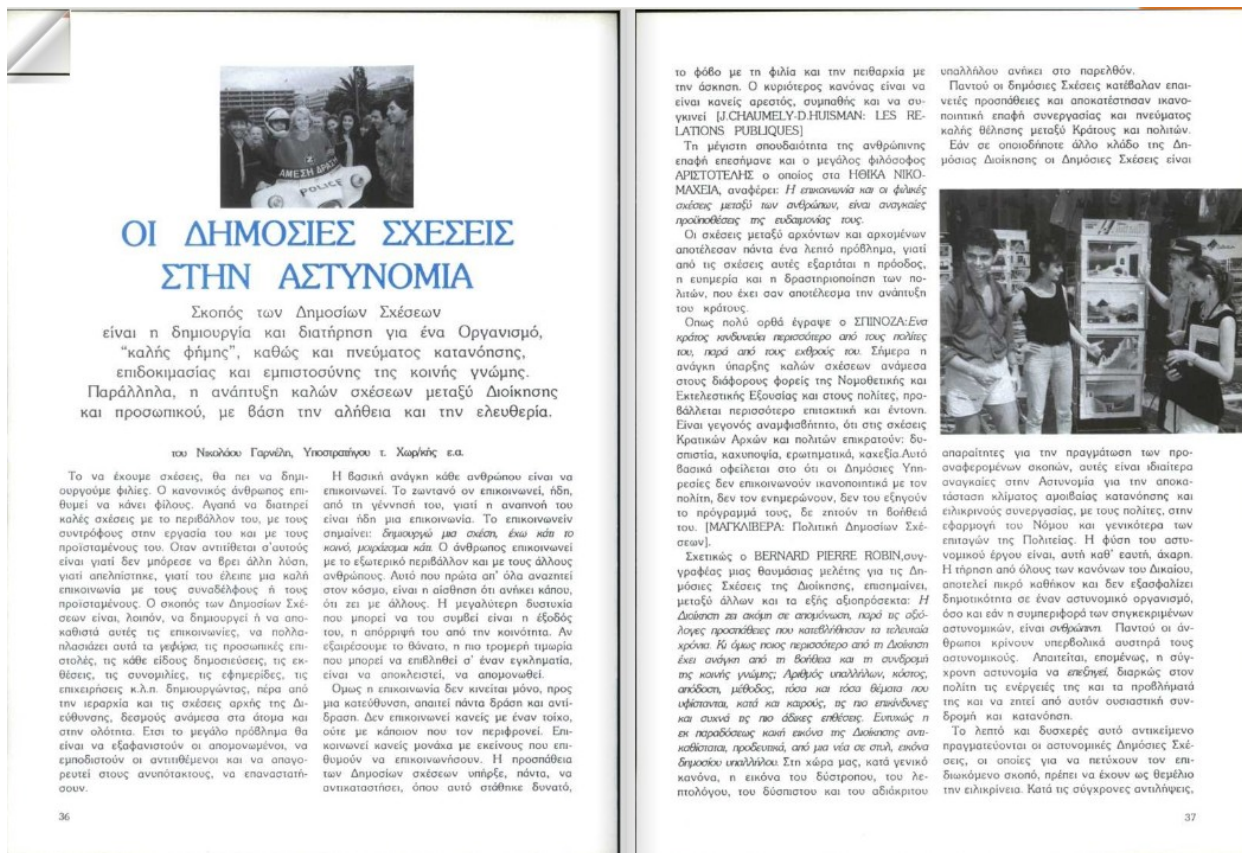 ΑΜΕΣΗ ΔΡΑΣΗ
POLICE
ΟΙ ΔΗΜΟΣΙΕΣ ΣΧΕΣΕΙΣ
ΣΤΗΝ ΑΣΤΥΝΟΜΙΑ
Σκοπός των Δημοσίων Σχέσεων
είναι η δημιουργία και διατήρηση για ένα Οργανισμό,
“καλής φήμης”, καθώς και πνεύματος κατανόησης,
επιδοκιμασίας και εμπιστοσύνης της κοινής γνώμης.
Παράλληλα, η ανάπτυξη καλών σχέσεων μεταξύ Διοίκησης
και προσωπικού, με βάση την αλήθεια και την ελευθερία.
του Νικολάου Γαρνέλη, Υποστρατήγου τ. Χωρ/κής ε.α.
Το να έχουμε σχέσεις, θα πει να δημι-
ουργούμε φιλίες. Ο κανονικός άνθρωπος επι-
θυμεί να κάνει φίλους. Αγαπά να διατηρεί
καλές σχέσεις με το περιβάλλον του, με τους
συντρόφους στην εργασία του και με τους
προϊσταμένους του. Οταν αντιτίθεται σ’αυτούς
είναι γιατί δεν μπόρεσε να βρει άλλη λύση,
γιατί απελπίστηκε, γιατί του έλειπε μια καλή
επικοινωνία με τους συναδέλφους ή τους
προϊσταμένους. Ο σκοπός των Δημοσίων Σχέ-
σεων είναι, λοιπόν, να δημιουργεί ή να απο-
καθιστά αυτές τις επικοινωνίες, να πολλα-
πλασιάζει αυτά τα γεφύρια, τις προσωπικές επι-
στολές, τις κάθε είδους δημοσιεύσεις, τις εκ-
θέσεις, τις συνομιλίες, τις εφημερίδες, τις
επιχειρήσεις κ.λ.π. δημιουργώντας, πέρα από
την ιεραρχία και τις σχέσεις αρχής της Δι-
εύθυνσης, δεσμούς ανάμεσα στα άτομα και
στην ολότητα. Ετσι το μεγάλο πρόβλημα θα
είναι να εξαφανιστούν οι απομονωμένοι, να
εμποδιστούν οι αντιτιθέμενοι και να απαγο-
ρευτεί στους ανυπότακτους, να επαναστατή-
σουν.
Η βασική ανάγκη κάθε ανθρώπου είναι να
επικοινωνεί. Το ζωντανό ον επικοινωνεί, ήδη,
από τη γέννησή του, γιατί η αναπνοή του
είναι ήδη μια επικοινωνία. Το επικοινωνείν
σημαίνει: δημιουργώ μια σχέση, έχω κάτι το
κοινό, μοιράζομαι κάτι. Ο άνθρωπος επικοινωνεί
με το εξωτερικό περιβάλλον και με τους άλλους
ανθρώπους. Αυτό που πρώτα απ’ όλα αναζητεί
στον κόσμο, είναι η αίσθηση ότι ανήκει κάπου,
ότι ζει με άλλους. Η μεγαλύτερη δυστυχία
που μπορεί να του συμβεί είναι η έξοδός
του, η απόρριψή του από την κοινότητα. Αν
εξαιρέσουμε το θάνατο, η πιο τρομερή τιμωρία
που μπορεί να επιβληθεί σ’ έναν εγκληματία,
είναι να αποκλειστεί, να απομονωθεί.
Ομως η επικοινωνία δεν κινείται μόνο, προς
μια κατεύθυνση, απαιτεί πάντα δράση και αντί-
δραση. Δεν επικοινωνεί κανείς με έναν τοίχο,
ούτε με κάποιον που τον περιφρονεί. Επι-
κοινωνεί κανείς μονάχα με εκείνους που επι-
θυμούν να επικοινωνήσουν. Η προσπάθεια
των Δημοσίων σχέσεων υπήρξε, πάντα, να
αντικαταστήσει, όπου αυτό στάθηκε δυνατό,
36
το φόβο με τη φιλία και την πειθαρχία με
την άσκηση. Ο κυριότερος κανόνας είναι να
είναι κανείς αρεστός, συμπαθής και να συ-
γκινεί [J.CHAUMELY-D.HUISMAN: LES RE-
LATIONS PUBLIQUES]
Τη μέγιστη σπουδαιότητα της ανθρώπινης
επαφή επεσήμανε και ο μεγάλος φιλόσοφος
ΑΡΙΣΤΟΤΕΛΗΣ ο οποίος στα ΗΘΙΚΑ ΝΙΚΟ-
ΜΑΧΕΙΑ, αναφέρει: Η επικοινωνία και οι φιλικές
σχέσεις μεταξύ των ανθρώπων, είναι αναγκαίες
προϋποθέσεις της ευδαιμονίας τους.
Οι σχέσεις μεταξύ αρχόντων και αρχομένων
αποτέλεσαν πάντα ένα λεπτό πρόβλημα, γιατί
από τις σχέσεις αυτές εξαρτάται η πρόοδος,
η ευημερία και η δραστηριοποίηση των πο-
λιτών, που έχει σαν αποτέλεσμα την ανάπτυξη
του κράτους.
Οπως πολύ ορθά έγραψε ο ΣΠΙΝΟΖΑ:Ενα
κράτος κινδυνεύει περισσότερο από τους πολίτες
του, παρά από τους εχθρούς του. Σήμερα η
ανάγκη ύπαρξης καλών σχέσεων ανάμεσα
στους διάφορους φορείς της Νομοθετικής και
Εκτελεστικής Εξουσίας και στους πολίτες, προ-
βάλλεται περισσότερο επιτακτική και έντονη.
Είναι γεγονός αναμφισβήτητο, ότι στις σχέσεις
Κρατικών Αρχών και πολιτών επικρατούν: δυ-
σπιστία, καχυποψία, ερωτηματικά, καχεξία.Αυτό
βασικά οφείλεται στο ότι οι Δημόσιες Υπη-
ρεσίες δεν επικοινωνούν ικανοποιητικά με τον
πολίτη, δεν τον ενημερώνουν, δεν του εξηγούν
το πρόγραμμά τους, δε ζητούν τη βοήθειά
του. [ΜΑΓΚΛΙΒΕΡΑ: Πολιτική Δημοσίων Σχέ-
σεων].
Σχετικώς ο BERNARD PIERRE ROBIN,συγ-
γραφέας μιας θαυμάσιας μελέτης για τις Δη-
μόσιες Σχέσεις της Διοίκησης, επισημαίνει,
μεταξύ άλλων και τα εξής αξιοπρόσεκτα: Η
Διοίκηση ζει ακόμη σε απομόνωση, παρά τις αξιό-
λογες προσπάθειες που κατεβλήθησαν τα τελευταία
χρόνια. Κι όμως ποιος περισσότερο από τη Διοίκηση
έχει ανάγκη από τη βοήθεια και τη συνδρομή
της κοινής γνώμης; Αριθμός υπαλλήλων, κόστος,
απόδοση, μέθοδος, τόσα και τόσα θέματα που
υφίστανται, κατά και καιρούς, τις πιο επικίνδυνες
και συχνά τις πιο άδικες επιθέσεις. Ευτυχώς η
εκ παραδόσεως κακή εικόνα της Διοίκησης αντι-
καθίσταται, προδευτικά, από μια νέα σε στυλ, εικόνα
δημοσίου υπαλλήλου. Στη χώρα μας, κατά γενικό
κανόνα, η εικόνα του δύστροπου, του λε-
πτολόγου, του δύσπιστου και του αδιάκριτου
υπαλλήλου ανήκει στο παρελθόν.
Παντού οι δημόσιες Σχέσεις κατέβαλαν επαι-
νετές προσπάθειες και αποκατέστησαν ικανο-
ποιητική επαφή συνεργασίας και πνεύματος
καλής θέλησης μεταξύ Κράτους και πολιτών.
Εάν σε οποιοδήποτε άλλο κλάδο της Δη-
μόσιας Διοίκησης οι Δημόσιες Σχέσεις είναι
απαραίτητες για την πραγμάτωση των προ-
αναφερομένων σκοπών, αυτές είναι ιδιαίτερα
αναγκαίες στην Αστυνομία για την αποκα-
τάσταση κλίματος αμοιβαίας κατανόησης και
ειλικρινούς συνεργασίας, με τους πολίτες, στην
εφαρμογή του Νόμου και γενικότερα των
επιταγών της Πολιτείας. Η φύση του αστυ-
νομικού έργου είναι, αυτή καθ’ εαυτή, άχαρη.
Η τήρηση από όλους των κανόνων του Δικαίου,
αποτελεί πικρό καθήκον και δεν εξασφαλίζει
δημοτικότητα σε έναν αστυνομικό οργανισμό,
όσο και εάν η συμπεριφορά των σηγκεκριμένων
αστυνομικών, είναι ανθρώπινη. Παντού οι άν-
θρωποι κρίνουν υπερβολικά αυστηρά τους
αστυνομικούς. Απαιτείται, επομένως, η σύγ-
χρονη αστυνομία να επεξηγεί, διαρκώς στον
πολίτη τις ενέργειές της και τα προβλήματά
της και να ζητεί από αυτόν ουσιαστική συν-
δρομή και κατανόηση.
Το λεπτό και δυσχερές αυτό αντικείμενο
πραγματεύονται οι αστυνομικές Δημόσιες Σχέ-
σεις, οι οποίες για να πετύχουν τον επι-
διωκόμενο σκοπό, πρέπει να έχουν ως θεμέλιο
την ειλικρίνεια. Κατά τις σύγχρονες αντιλήψεις,
37